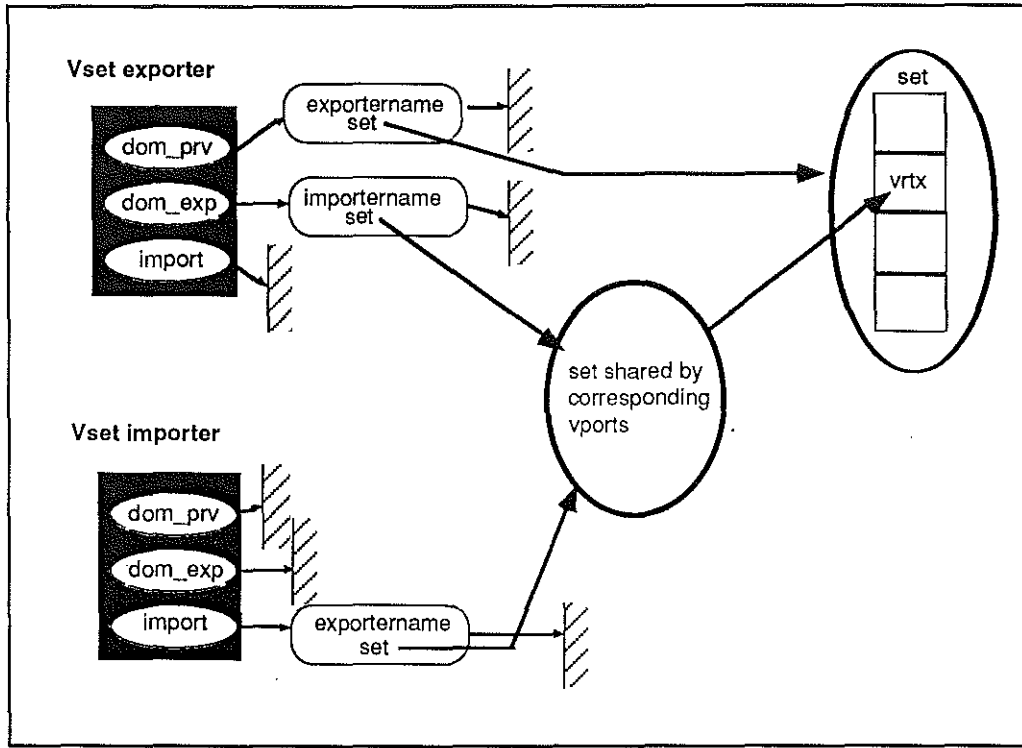 Vset exporter
dom_prv
dom_exp
import
exportername
set
importername
set
set
vrtx
set shared by
corresponding
vports
Vset importer
dom_prv
dom_exp
import
exportername
set